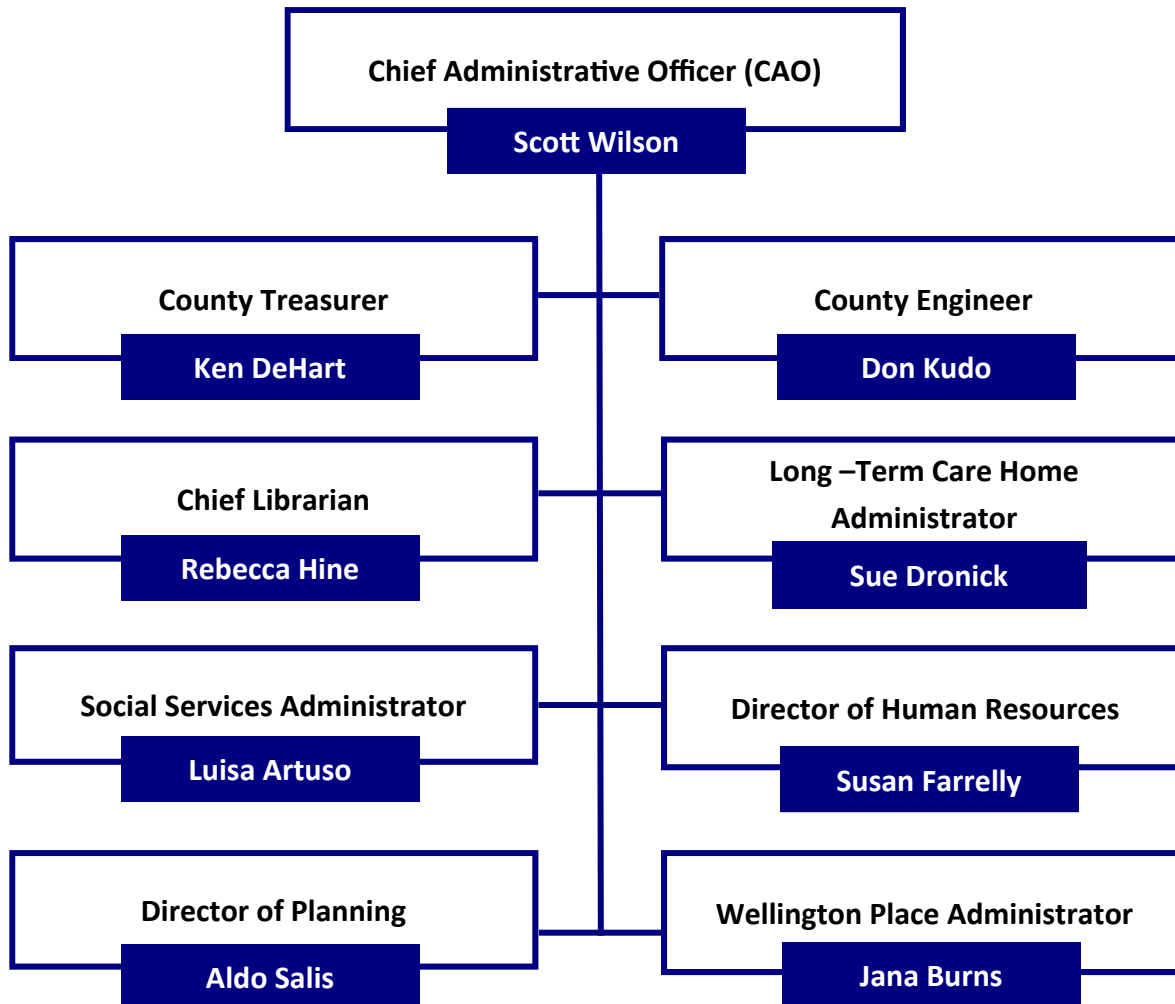 Chief Administrative Officer (CAO)
Scott Wilson
County Treasurer
Ken DeHart
County Engineer
Don Kudo
Chief Librarian
Rebecca Hine
Long –Term Care Home
Administrator
Sue Dronick
Social Services Administrator
Luisa Artuso
Director of Human Resources
Susan Farrelly
Director of Planning
Aldo Salis
Wellington Place Administrator
Jana Burns